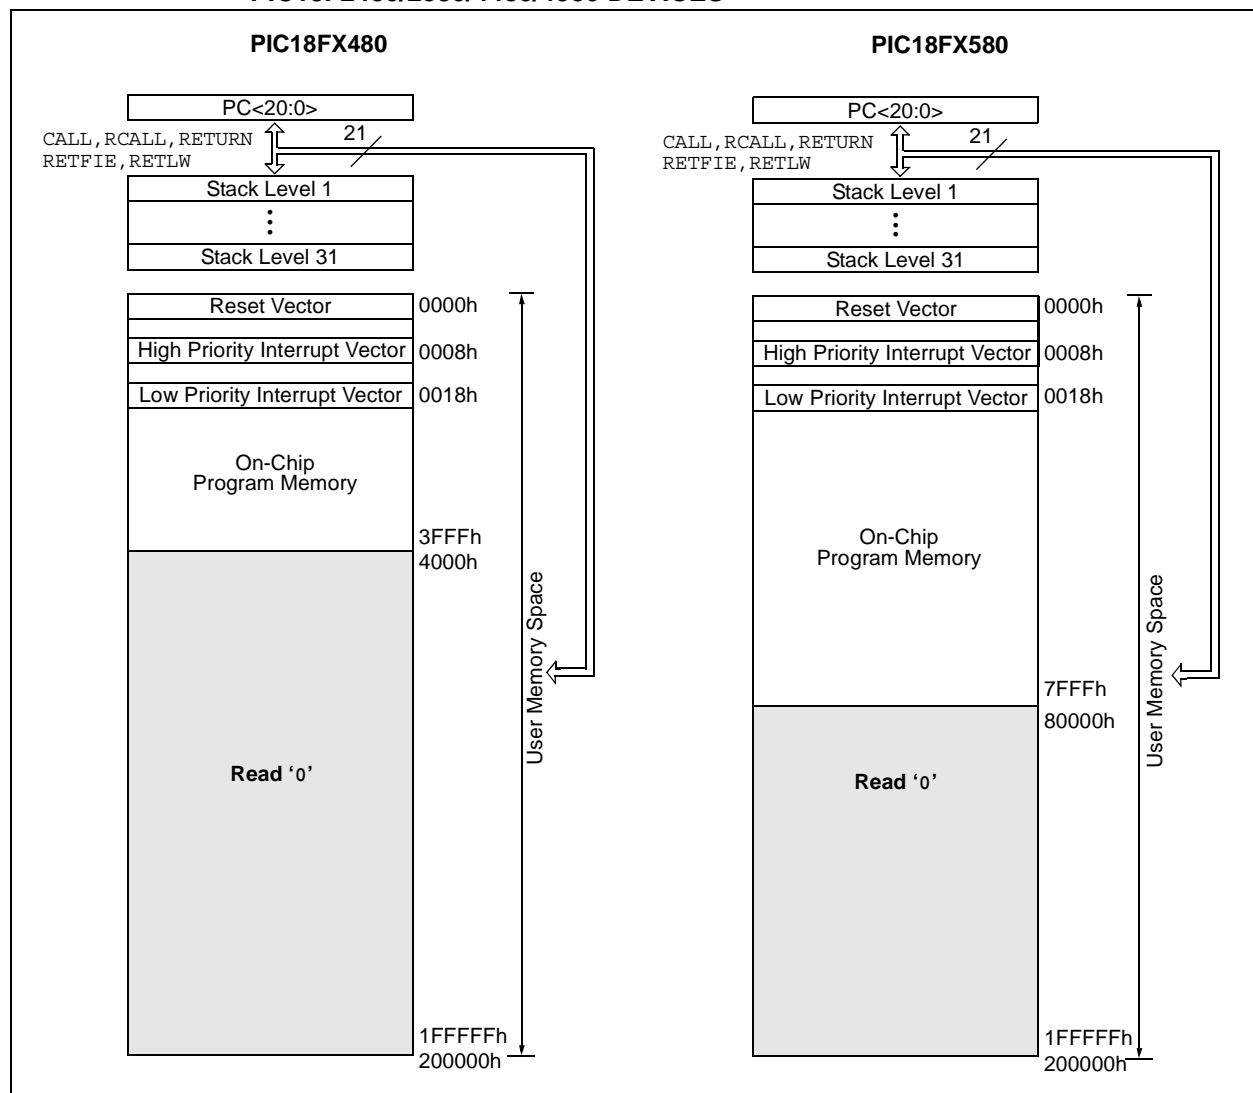 PIC18FX480
PC<20:0>
CALL,RCALL,RETURN
RETFIE,RETLW
21
Stack Level 1
Stack Level 31
Reset Vector
0000h
High Priority Interrupt Vector
0008h
Low Priority Interrupt Vector
0018h
On-Chip
Program Memory
3FFFh
4000h
Read ‘0’
1FFFFFh
200000h
User Memory Space
PIC18FX580
PC<20:0>
CALL,RCALL,RETURN
RETFIE,RETLW
21
Stack Level 1
Stack Level 31
Reset Vector
0000h
High Priority Interrupt Vector
0008h
Low Priority Interrupt Vector
0018h
On-Chip
Program Memory
7FFFh
80000h
Read ‘0’
1FFFFFh
200000h
User Memory Space